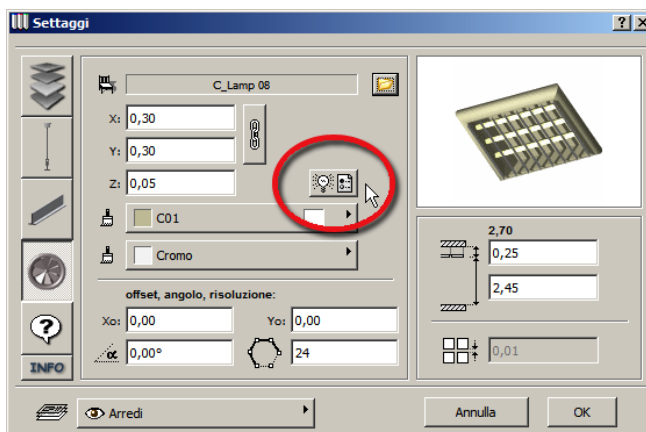 Settaggi
C_Lamp 08
X: 0,30
Y: 0,30
Z: 0,05
C01
Cromo
offset, angolo, risoluzione:
Xo: 0,00 Yo: 0,00
α 0,00° 24
2,70
0,25
2,45
0,01
INFO
Arredi
Annulla OK